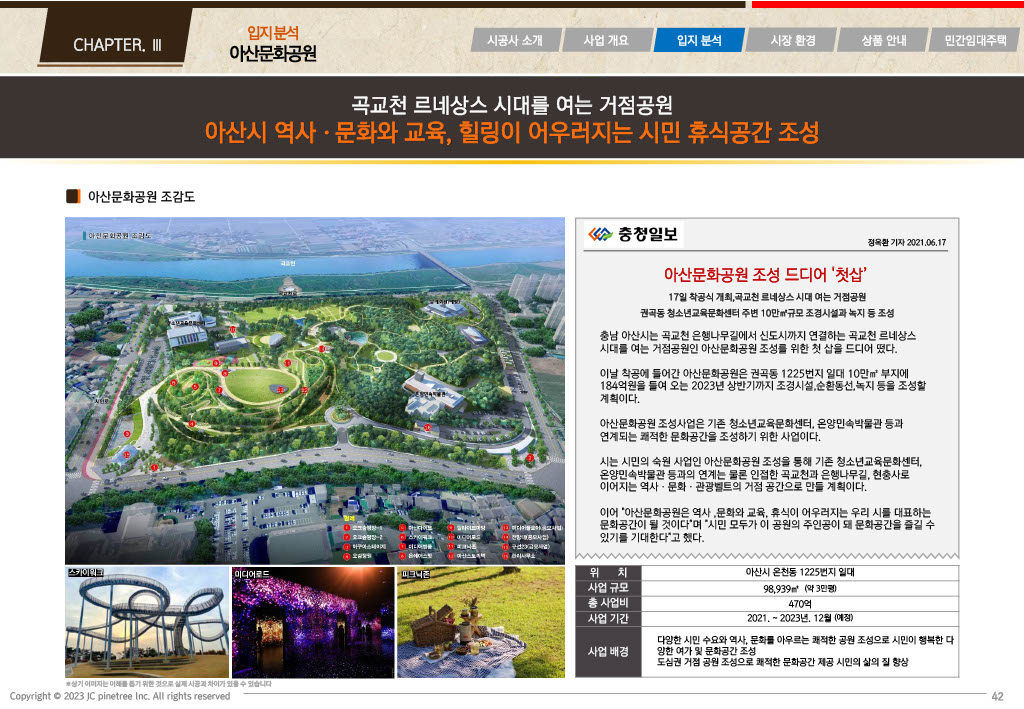 CHAPTER. Ⅲ
입지 분석
아산문화공원
시공사 소개
사업 개요
입지 분석
시장 환경
상품 안내
민간임대주택
곡교천 르네상스 시대를 여는 거점공원
아산시 역사 · 문화와 교육, 힐링이 어우러지는 시민 휴식공간 조성
아산문화공원 조감도
아산문화공원 조감도
곡교천
충청일보
정옥환 기자 2021.06.17
아산문화공원 조성 드디어 ‘첫삽’
17일 착공식 개최,곡교천 르네상스 시대 여는 거점공원
권곡동 청소년교육문화센터 주변 10만㎡규모 조경시설과 녹지 등 조성
충남 아산시는 곡교천 은행나무길에서 신도시까지 연결하는 곡교천 르네상스
시대를 여는 거점공원인 아산문화공원 조성를 위한 첫 삽을 드디어 떴다.
이날 착공에 들어간 아산문화공원은 권곡동 1225번지 일대 10만㎡ 부지에
184억원을 들여 오는 2023년 상반기까지 조경시설,순환동선,녹지 등을 조성할
계획이다.
아산문화공원 조성사업은 기존 청소년교육문화센터, 온양민속박물관 등과
연계되는 쾌적한 문화공간을 조성하기 위한 사업이다.
시는 시민의 숙원 사업인 아산문화공원 조성을 통해 기존 청소년교육문화센터,
온양민속박물관 등과의 연계는 물론 인접한 곡교천과 은행나무길, 현충사로
이어지는 역사 · 문화 · 관광벨트의 거점 공간으로 만들 계획이다.
이어 “아산문화공원은 역사 ,문화와 교육, 휴식이 어우러지는 우리 시를 대표하는
문화공간이 될 것이다”며 “시민 모두가 이 공원의 주인공이 돼 문화공간을 즐길 수
있기를 기대한다”고 했다.
스카이워크
미디어로드
피크닉존
위 치 아산시 온천동 1225번지 일대
사업 규모 98,939㎡ (약 3만평)
총 사업비 470억
사업 기간 2021. ~ 2023년. 12월 (예정)
사업 배경
다양한 시민 수요와 역사, 문화를 아우르는 쾌적한 공원 조성으로 시민이 행복한 다
양한 여가 및 문화공간 조성
도심권 거점 공원 조성으로 쾌적한 문화공간 제공 시민의 삶의 질 향상
※상기 이미지는 이해를 돕기 위한 것으로 실제 시공과 차이가 있을 수 있습니다
Copyright © 2023 JC pinetree Inc. All rights reserved
42